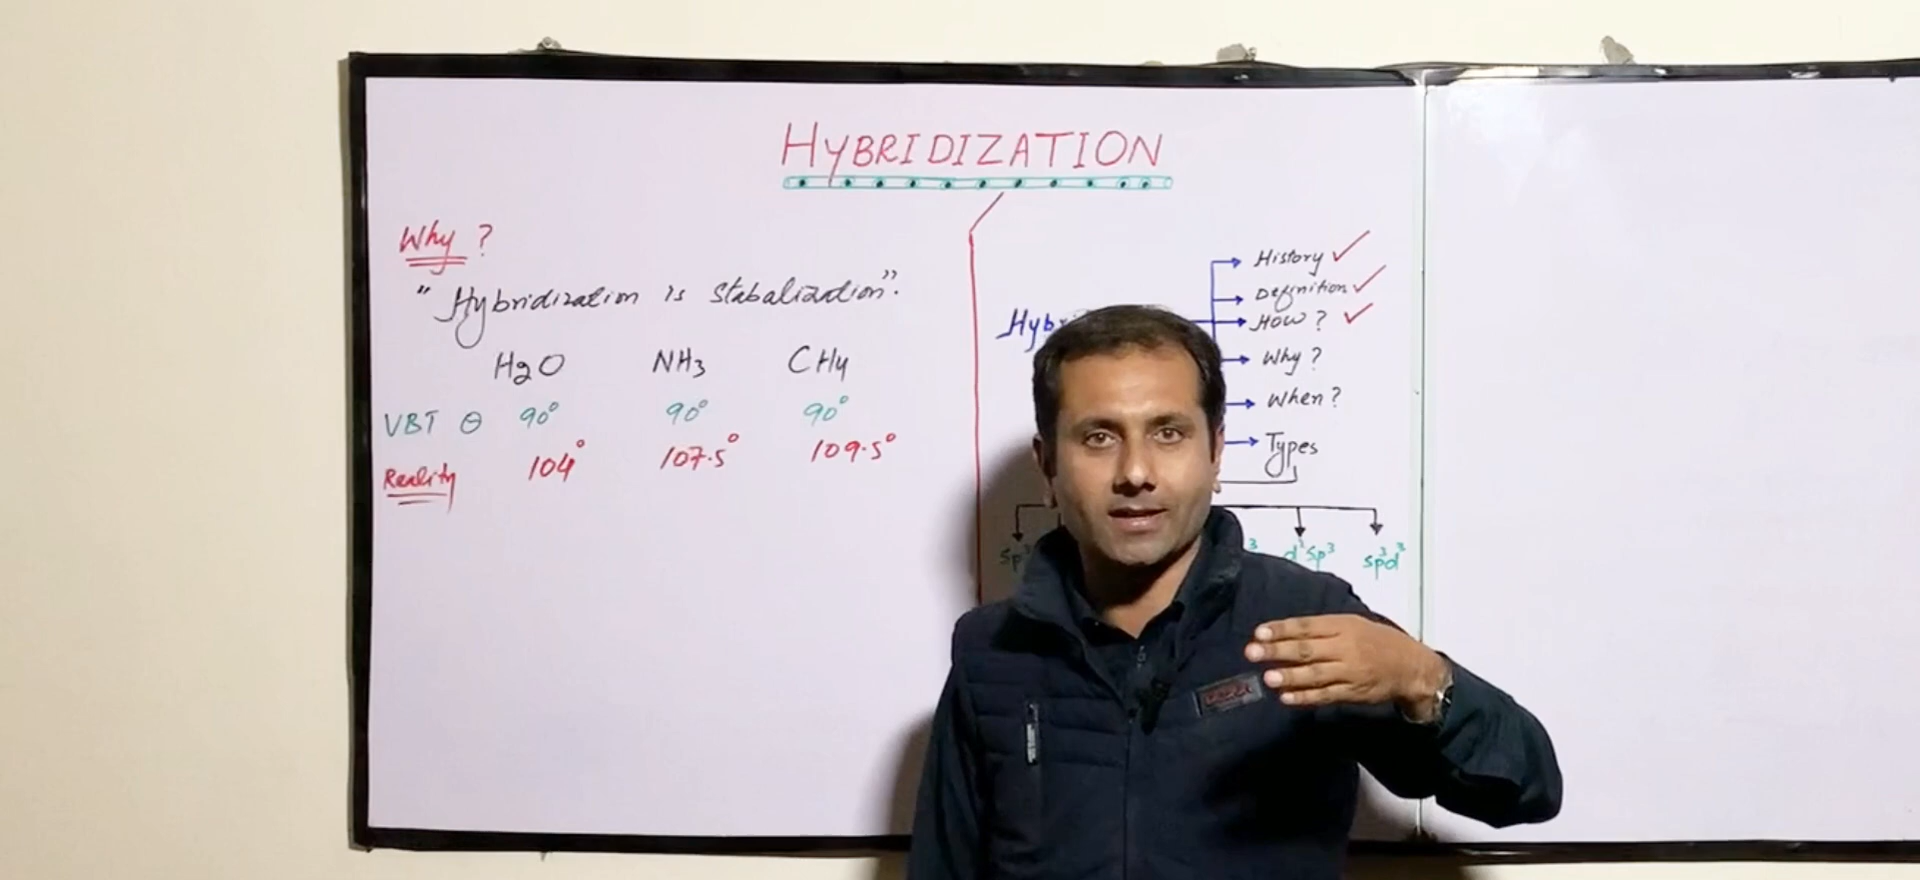 HYBRIDIZATION
Why ?
"Hybridization is Stabalization".
H2O NH3 CH4
VBT θ 90° 90° 90°
Reality 104° 107.5° 109.5°
History ✓
Definition ✓
How ? ✓
Why ?
When ?
Types
d²sp³ sp³d³